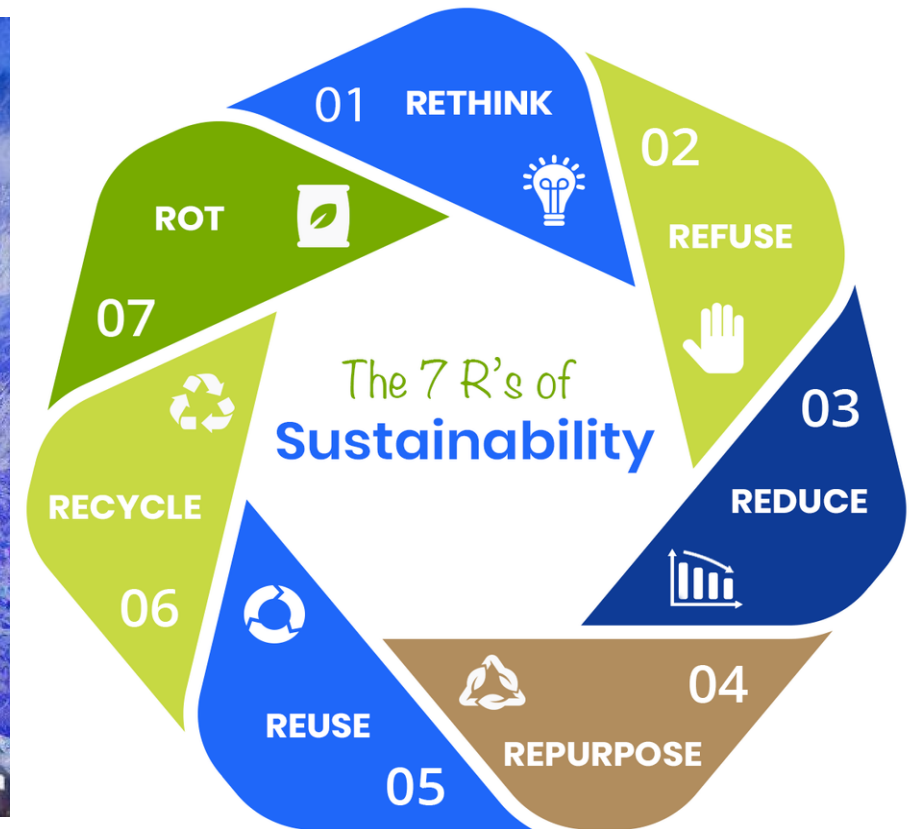 The 7 R's of
Sustainability
01 RETHINK
02
REFUSE
03
REDUCE
04
REPURPOSE
REUSE
05
RECYCLE
06
ROT
07